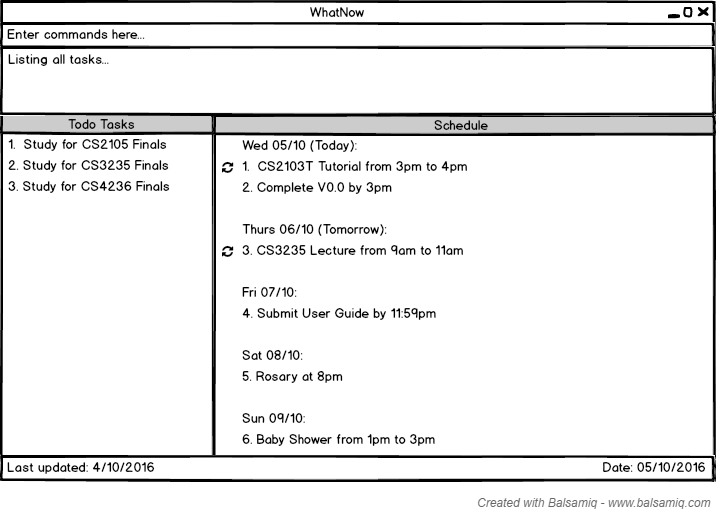 WhatNow
Enter commands here...
Listing all tasks...
Todo Tasks
1. Study for CS2105 Finals
2. Study for CS3235 Finals
3. Study for CS4236 Finals
Schedule
Wed 05/10 (Today):
1. CS2103T Tutorial from 3pm to 4pm
2. Complete V0.0 by 3pm
Thurs 06/10 (Tomorrow):
3. CS3235 Lecture from 9am to 11am
Fri 07/10:
4. Submit User Guide by 11:59pm
Sat 08/10:
5. Rosary at 8pm
Sun 09/10:
6. Baby Shower from 1pm to 3pm
Last updated: 4/10/2016
Date: 05/10/2016
Created with Balsamiq - www.balsamiq.com